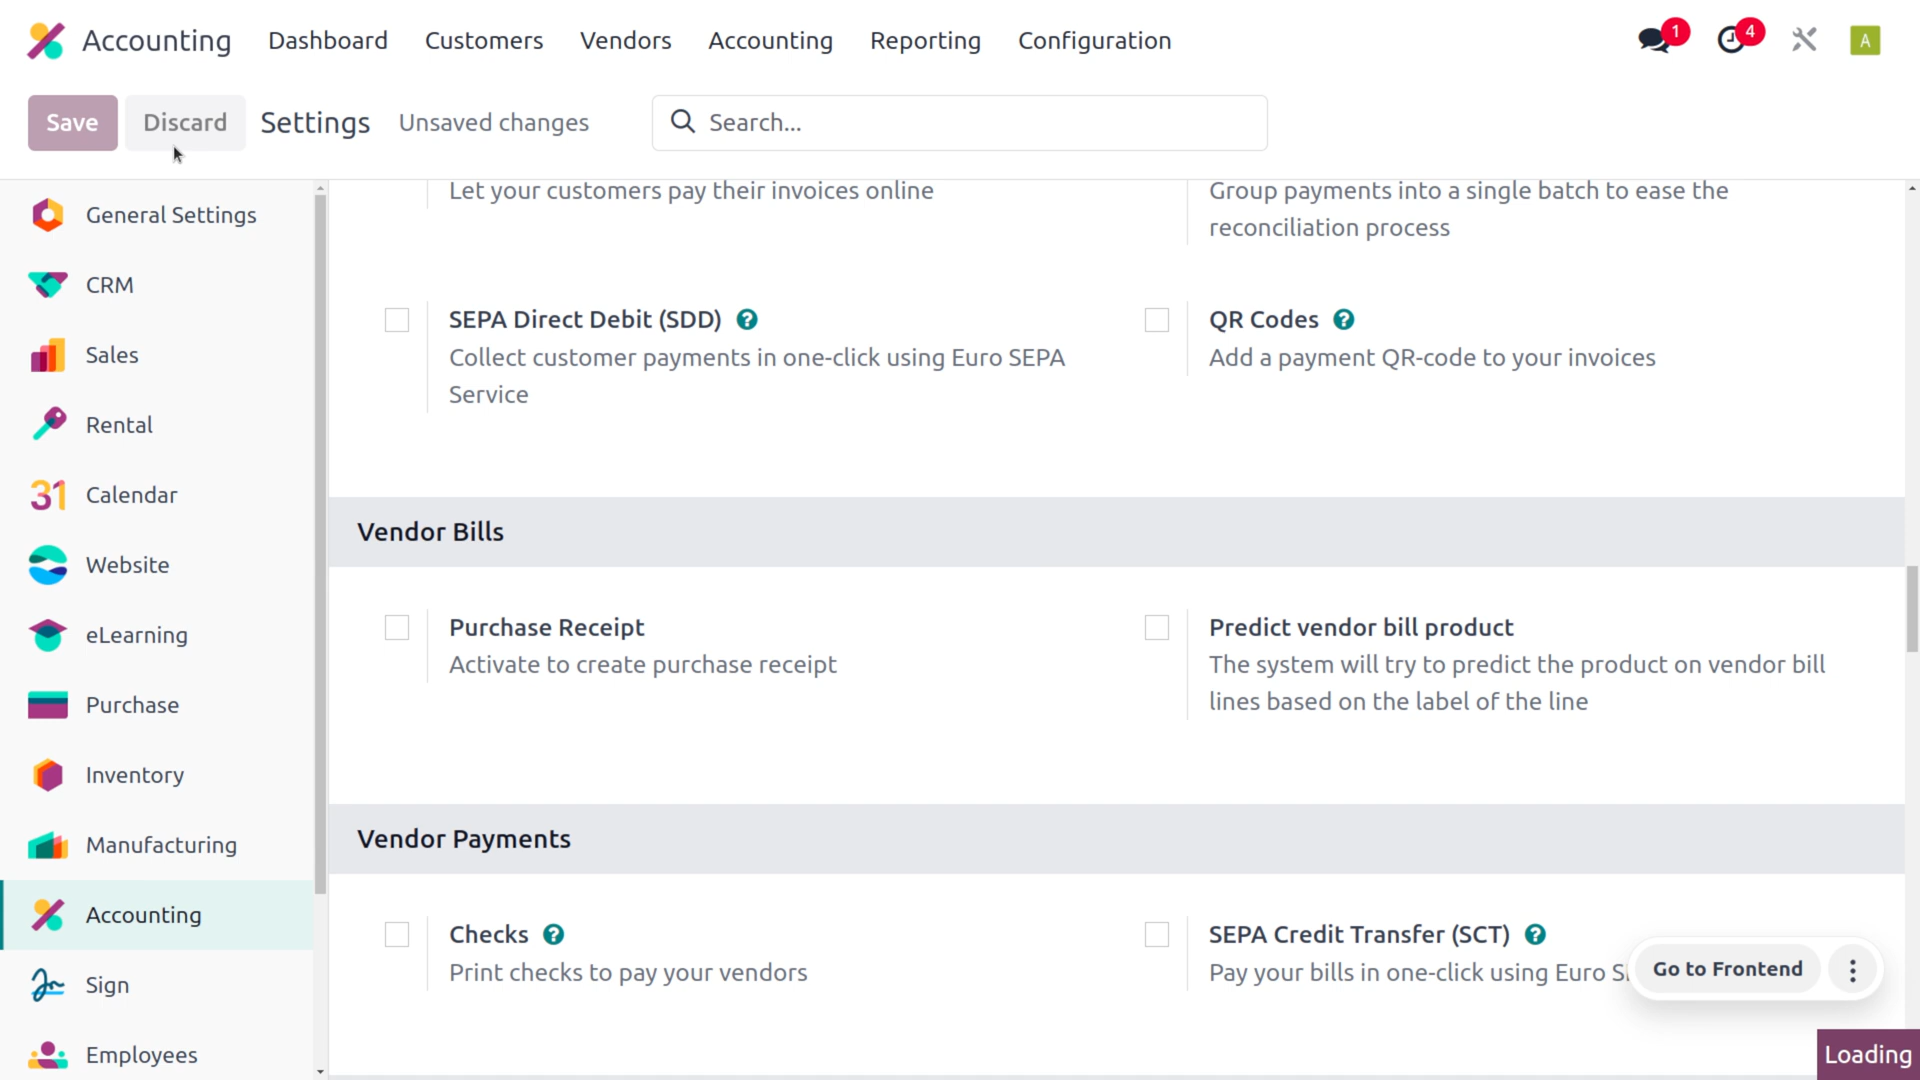 Accounting Dashboard Customers Vendors Accounting Reporting Configuration 1 4 A
Save Discard Settings Unsaved changes Search...
General Settings
CRM
Sales
Rental
31 Calendar
Website
eLearning
Purchase
Inventory
Manufacturing
Accounting
Sign
Employees
Let your customers pay their invoices online
Group payments into a single batch to ease the
reconciliation process
SEPA Direct Debit (SDD) ?
Collect customer payments in one-click using Euro SEPA
Service
QR Codes ?
Add a payment QR-code to your invoices
Vendor Bills
Purchase Receipt
Activate to create purchase receipt
Predict vendor bill product
The system will try to predict the product on vendor bill
lines based on the label of the line
Vendor Payments
Checks ?
Print checks to pay your vendors
SEPA Credit Transfer (SCT) ?
Pay your bills in one-click using Euro
Go to Frontend
Loading